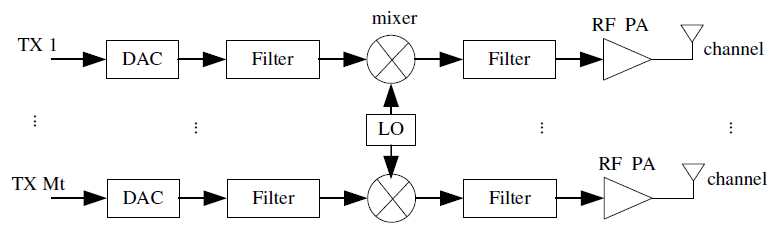 mixer
RF PA
TX 1
DAC
Filter
Filter
channel
...
...
LO
...
...
RF PA
TX Mt
DAC
Filter
Filter
channel